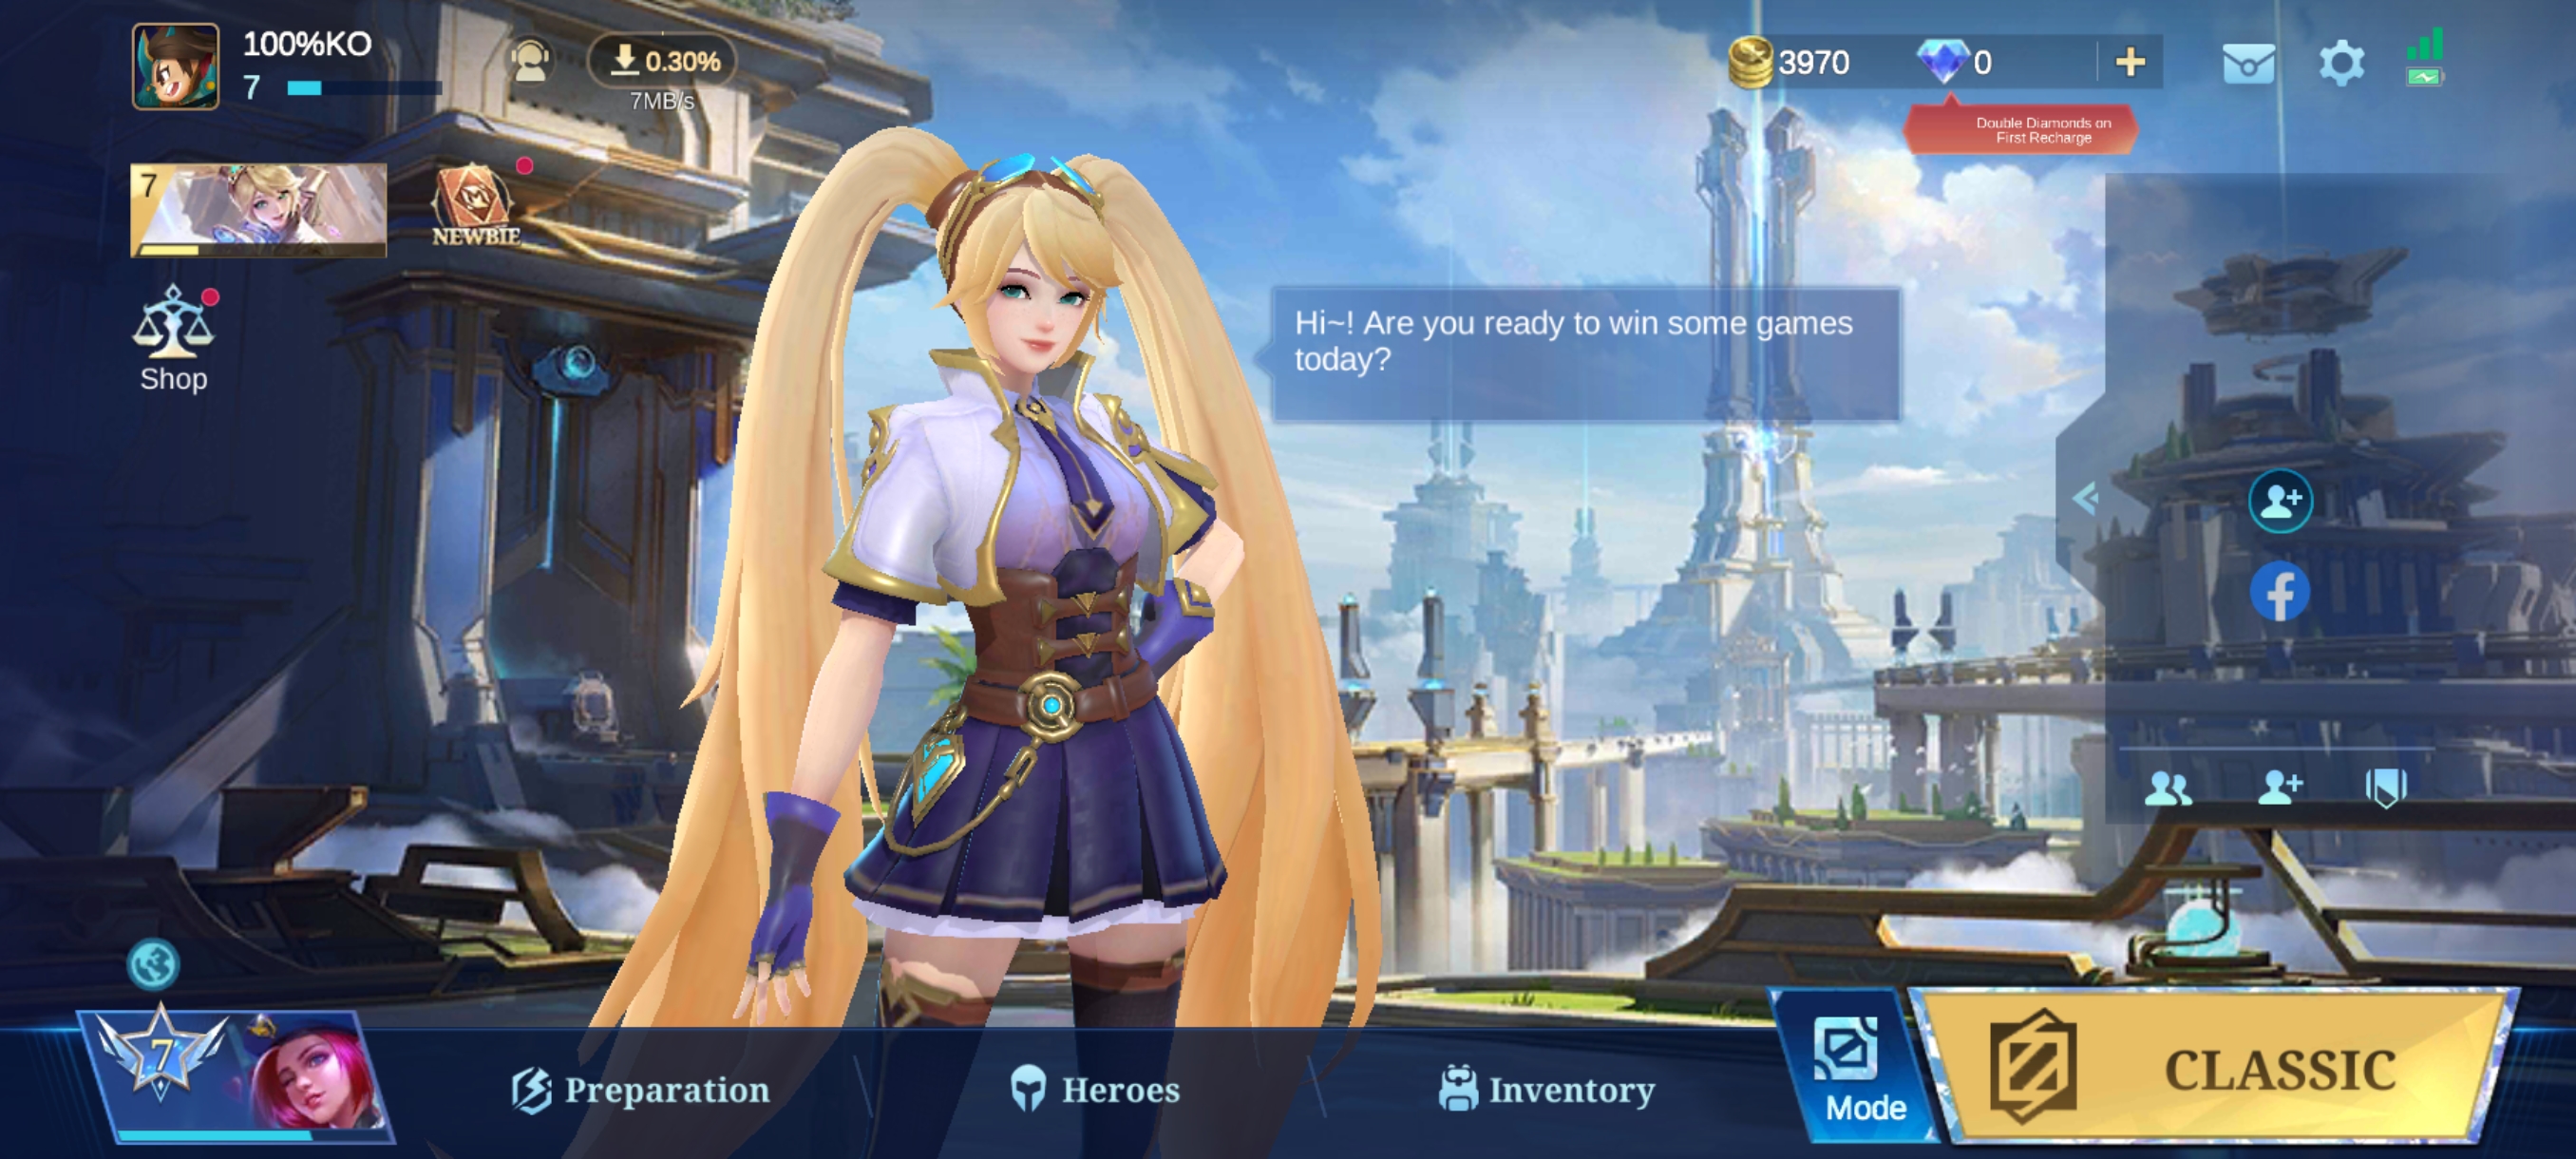 100%KO
7
0.30%
7MB/s
3970
0
Double Diamonds on
First Recharge
7
NEWBIE
Shop
Hi~! Are you ready to win some games
today?
7
Preparation
Heroes
Inventory
Mode
CLASSIC